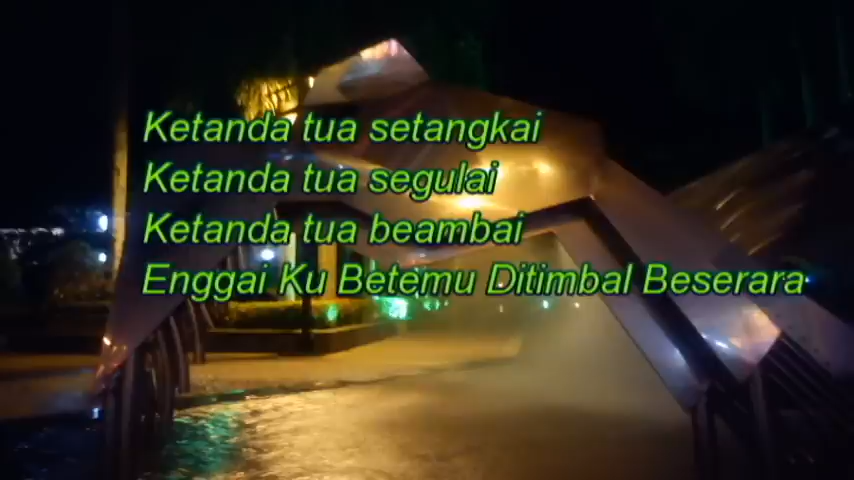 Ketanda tua setangkai
Ketanda tua segulai
Ketanda tua beambai
Enggai Ku Betemu Ditimbal Beserara